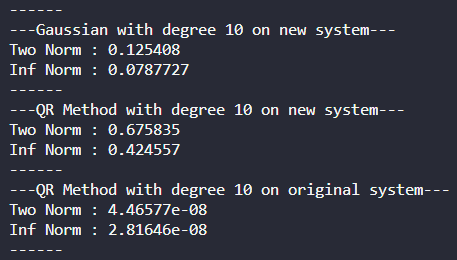 ------
---Gaussian with degree 10 on new system---
Two Norm : 0.125408
Inf Norm : 0.0787727
------
---QR Method with degree 10 on new system---
Two Norm : 0.675835
Inf Norm : 0.424557
------
---QR Method with degree 10 on original system---
Two Norm : 4.46577e-08
Inf Norm : 2.81646e-08
------